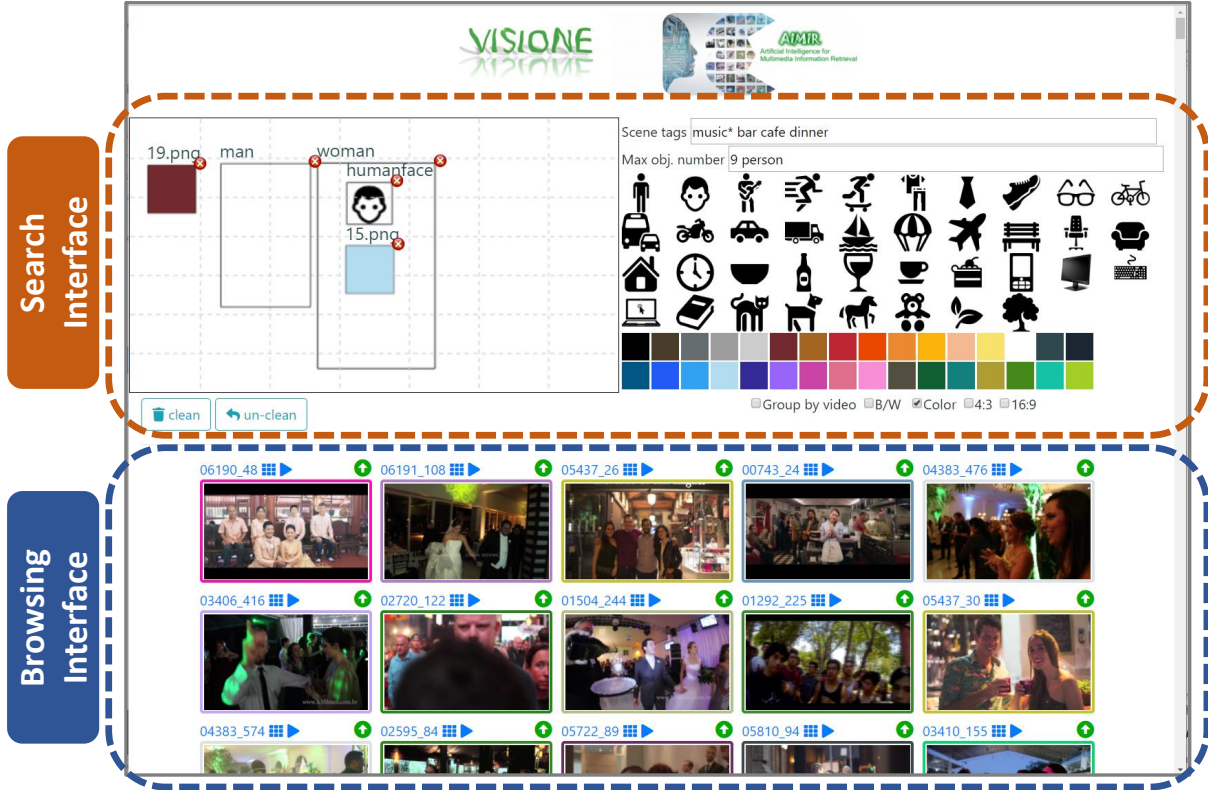 VISIONE
AIMIR
Artificial Intelligence for
Multimedia Information Retrieval
Search
Interface
19.png
man
woman
humanface
15.png
Scene tags music* bar cafe dinner
Max obj. number 9 person
clean
un-clean
Group by video B/W Color 4:3 16:9
Browsing
Interface
06190_48
06191_108
05437_26
00743_24
04383_476
03406_416
02720_122
01504_244
01292_225
05437_30
04383_574
02595_84
05722_89
05810_94
03410_155